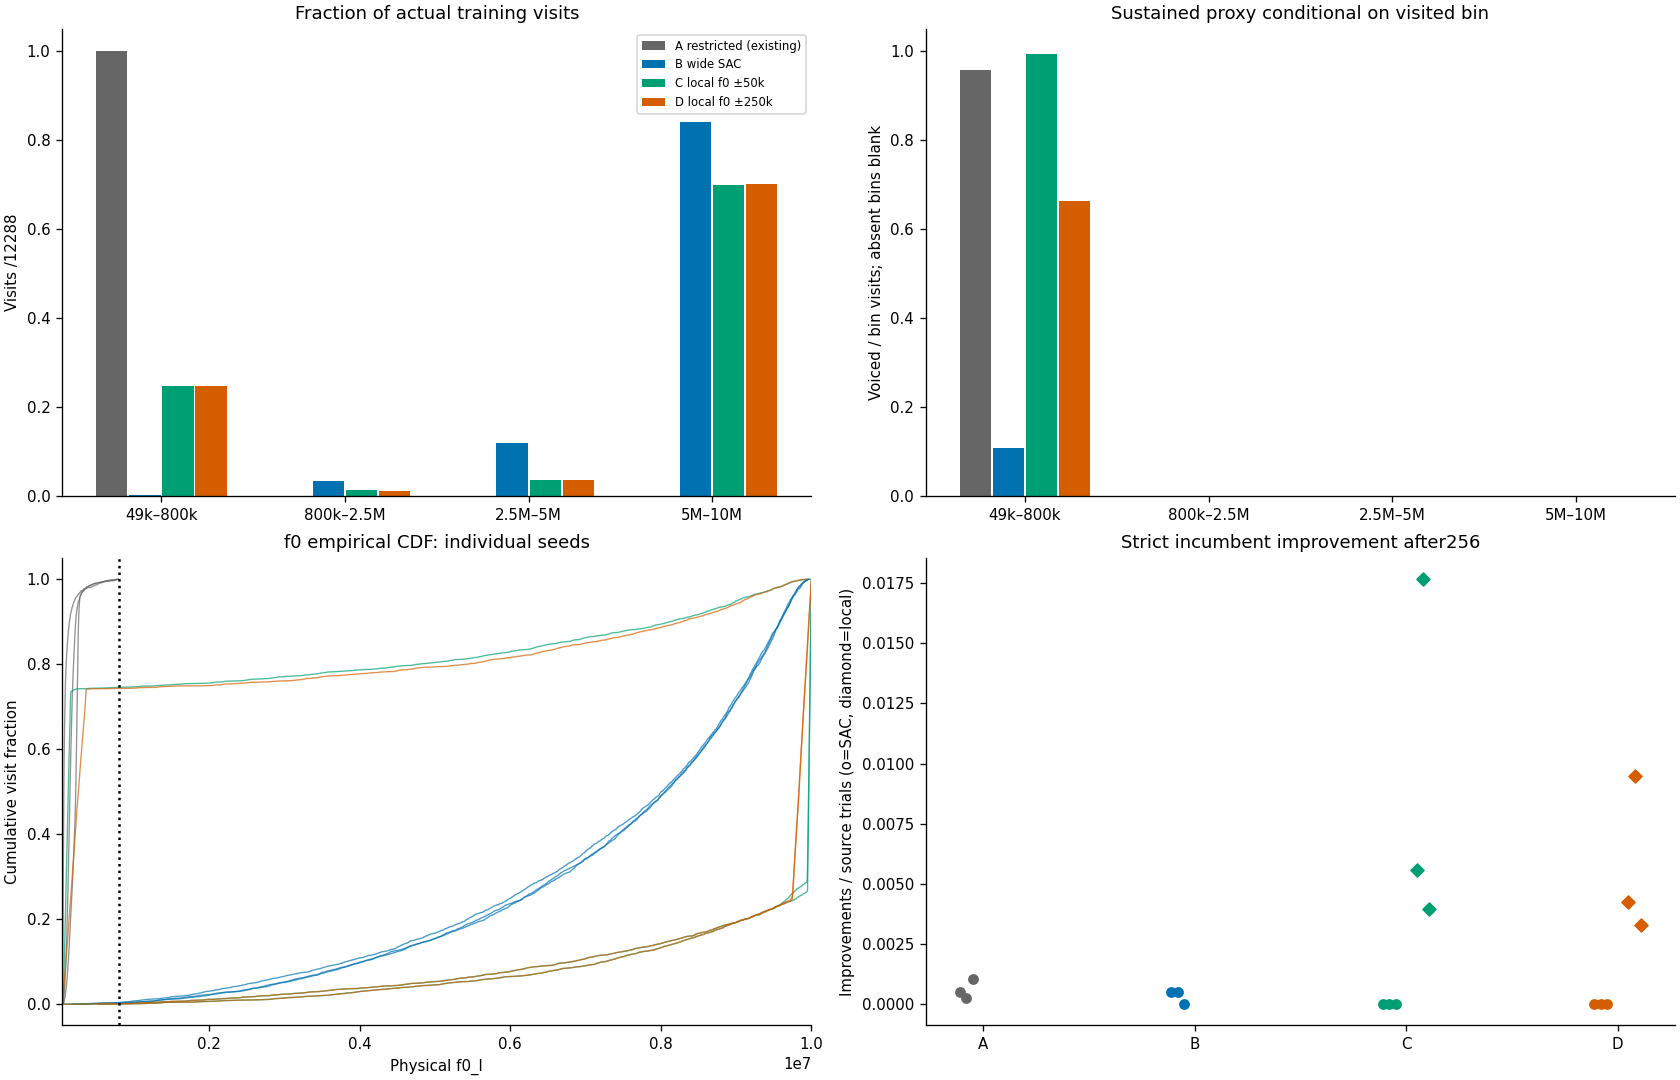 Fraction of actual training visits
Visits /12288
1.0
0.8
0.6
0.4
0.2
0.0
49k–800k
800k–2.5M
2.5M–5M
5M–10M
A restricted (existing)
B wide SAC
C local f0 ±50k
D local f0 ±250k
Sustained proxy conditional on visited bin
Voiced / bin visits; absent bins blank
1.0
0.8
0.6
0.4
0.2
0.0
49k–800k
800k–2.5M
2.5M–5M
5M–10M
f0 empirical CDF: individual seeds
Cumulative visit fraction
1.0
0.8
0.6
0.4
0.2
0.0
0.2
0.4
0.6
0.8
1.0
1e7
Physical f0_I
Strict incumbent improvement after256
Improvements / source trials (o=SAC, diamond=local)
0.0175
0.0150
0.0125
0.0100
0.0075
0.0050
0.0025
0.0000
A
B
C
D